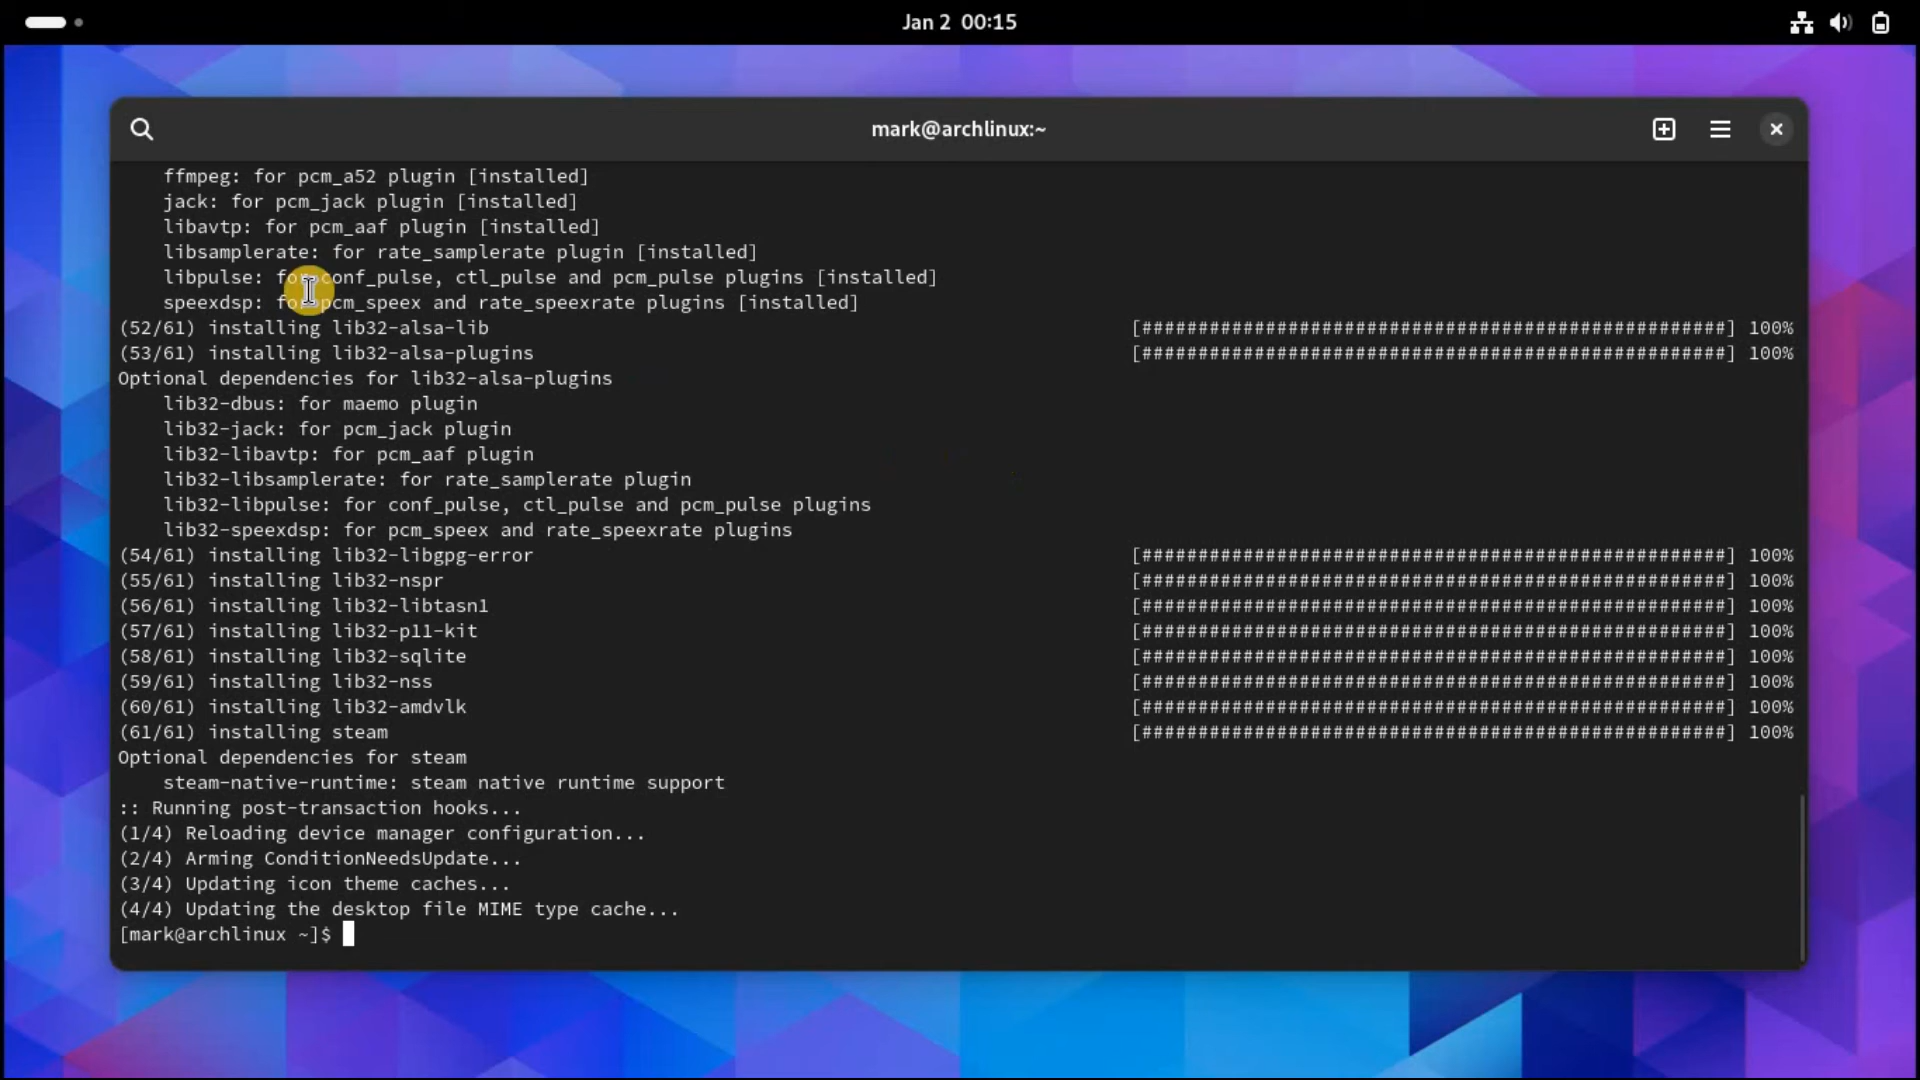 Jan 2 00:15
mark@archlinux:~
ffmpeg: for pcm_a52 plugin [installed]
jack: for pcm_jack plugin [installed]
libavtp: for pcm_aaf plugin [installed]
libsamplerate: for rate_samplerate plugin [installed]
libpulse: for conf_pulse, ctl_pulse and pcm_pulse plugins [installed]
speexdsp: for pcm_speex and rate_speexrate plugins [installed]
(52/61) installing lib32-alsa-lib [####################################################] 100%
(53/61) installing lib32-alsa-plugins [####################################################] 100%
Optional dependencies for lib32-alsa-plugins
lib32-dbus: for maemo plugin
lib32-jack: for pcm_jack plugin
lib32-libavtp: for pcm_aaf plugin
lib32-libsamplerate: for rate_samplerate plugin
lib32-libpulse: for conf_pulse, ctl_pulse and pcm_pulse plugins
lib32-speexdsp: for pcm_speex and rate_speexrate plugins
(54/61) installing lib32-libgpg-error [####################################################] 100%
(55/61) installing lib32-nspr [####################################################] 100%
(56/61) installing lib32-libtasn1 [####################################################] 100%
(57/61) installing lib32-p11-kit [####################################################] 100%
(58/61) installing lib32-sqlite [####################################################] 100%
(59/61) installing lib32-nss [####################################################] 100%
(60/61) installing lib32-amdvlk [####################################################] 100%
(61/61) installing steam [####################################################] 100%
Optional dependencies for steam
steam-native-runtime: steam native runtime support
:: Running post-transaction hooks...
(1/4) Reloading device manager configuration...
(2/4) Arming ConditionNeedsUpdate...
(3/4) Updating icon theme caches...
(4/4) Updating the desktop file MIME type cache...
[mark@archlinux ~]$